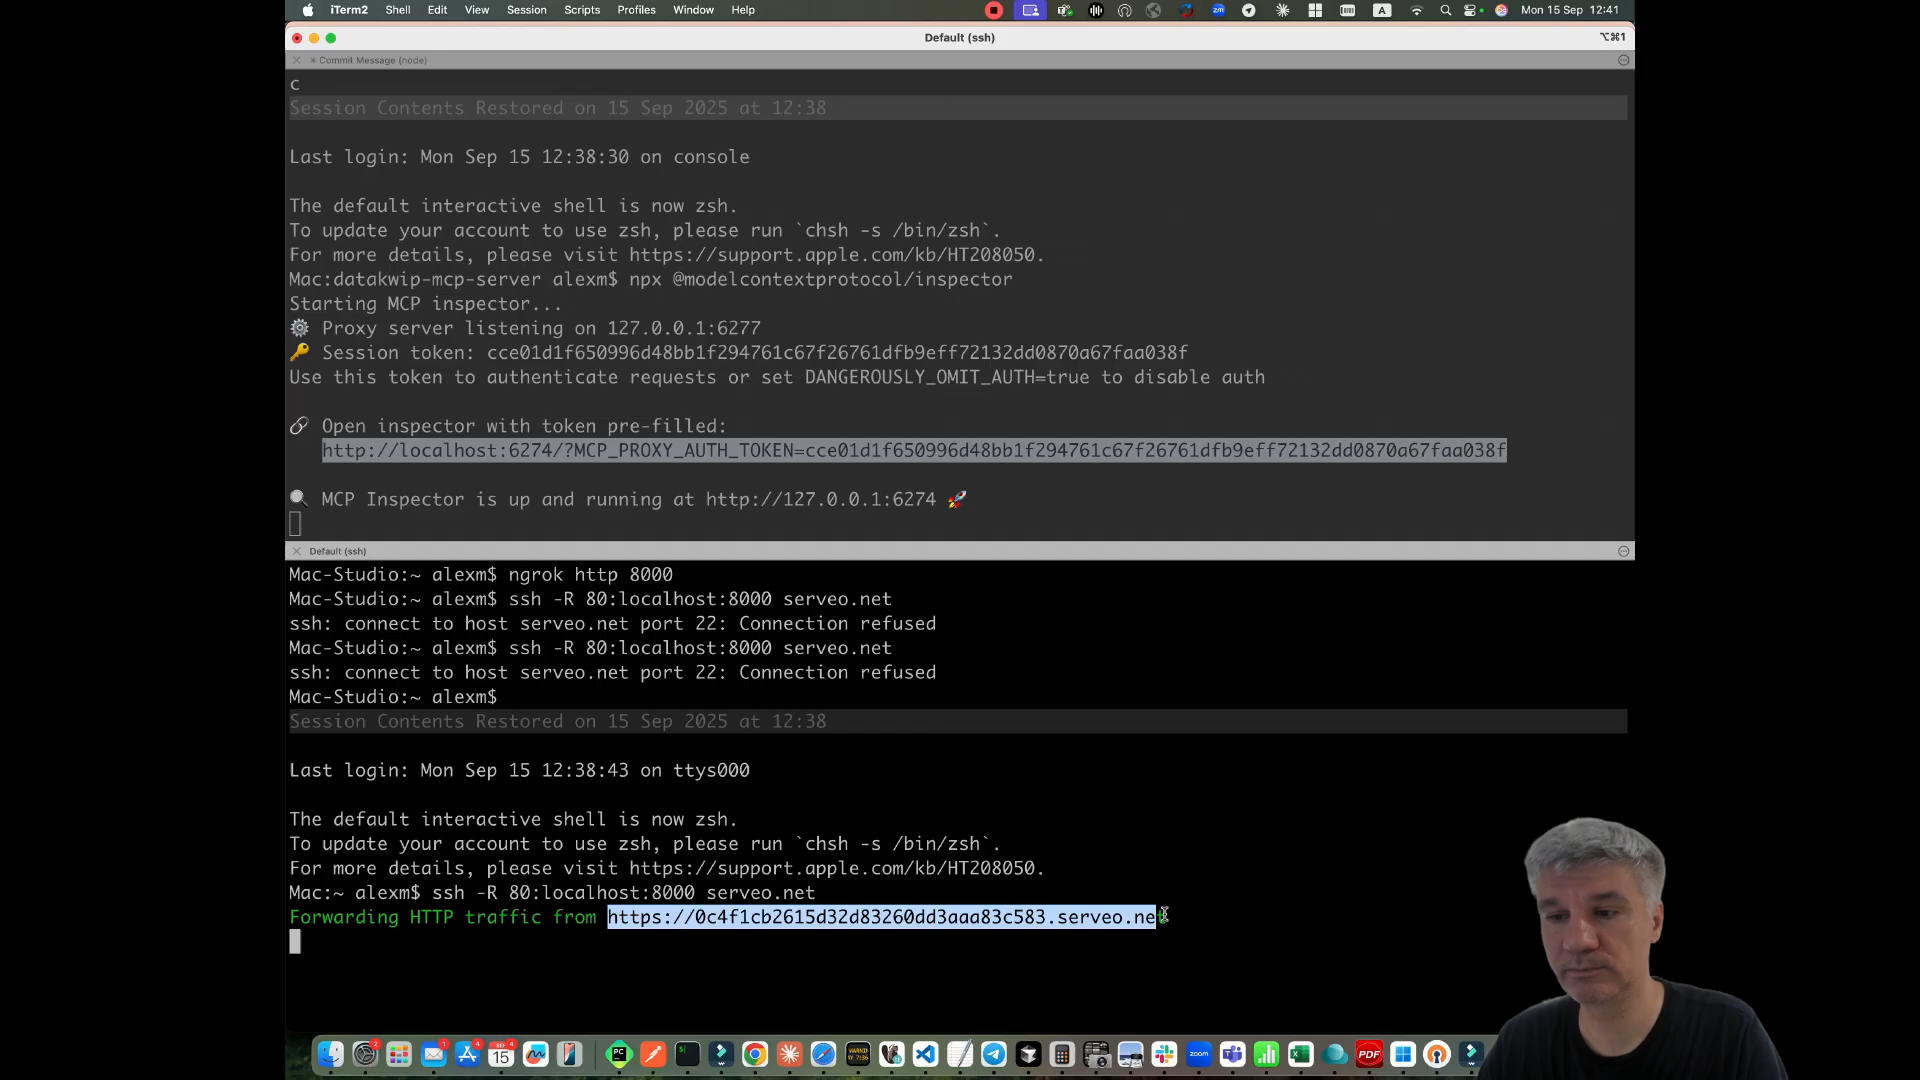 iTerm2 Shell Edit View Session Scripts Profiles Window Help Mon 15 Sep 12:41
Default (ssh) ⌥⌘1
* Commit Message (node)
C
Session Contents Restored on 15 Sep 2025 at 12:38
Last login: Mon Sep 15 12:38:30 on console
The default interactive shell is now zsh.
To update your account to use zsh, please run `chsh -s /bin/zsh`.
For more details, please visit https://support.apple.com/kb/HT208050.
Mac:datakwip-mcp-server alexm$ npx @modelcontextprotocol/inspector
Starting MCP inspector...
⚙️ Proxy server listening on 127.0.0.1:6277
🔑 Session token: cce01d1f650996d48bb1f294761c67f26761dfb9eff72132dd0870a67faa038f
Use this token to authenticate requests or set DANGEROUSLY_OMIT_AUTH=true to disable auth
🔗 Open inspector with token pre-filled:
http://localhost:6274/?MCP_PROXY_AUTH_TOKEN=cce01d1f650996d48bb1f294761c67f26761dfb9eff72132dd0870a67faa038f
🔍 MCP Inspector is up and running at http://127.0.0.1:6274 🚀
Default (ssh)
Mac-Studio:~ alexm$ ngrok http 8000
Mac-Studio:~ alexm$ ssh -R 80:localhost:8000 serveo.net
ssh: connect to host serveo.net port 22: Connection refused
Mac-Studio:~ alexm$ ssh -R 80:localhost:8000 serveo.net
ssh: connect to host serveo.net port 22: Connection refused
Mac-Studio:~ alexm$
Session Contents Restored on 15 Sep 2025 at 12:38
Last login: Mon Sep 15 12:38:43 on ttys000
The default interactive shell is now zsh.
To update your account to use zsh, please run `chsh -s /bin/zsh`.
For more details, please visit https://support.apple.com/kb/HT208050.
Mac:~ alexm$ ssh -R 80:localhost:8000 serveo.net
Forwarding HTTP traffic from https://0c4f1cb2615d32d83260dd3aaa83c583.serveo.net
SEP
15
PC
zoom
PDF